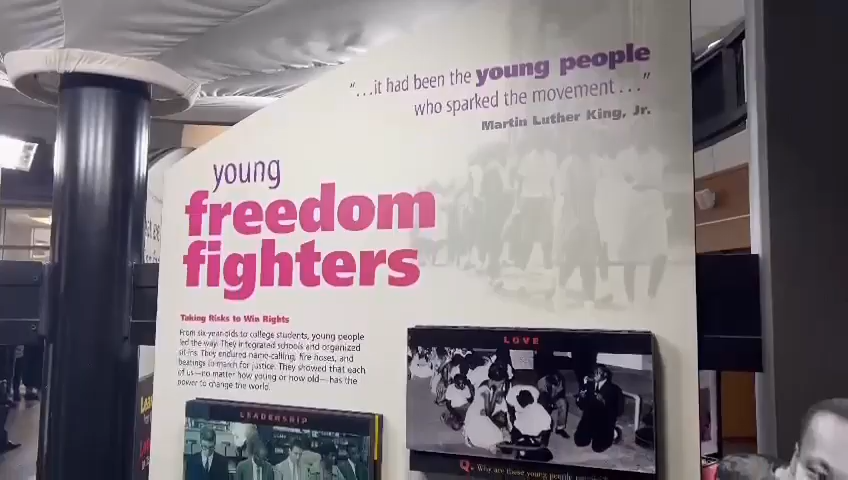 "...it had been the young people
who sparked the movement..."
Martin Luther King, Jr.
young
freedom
fighters
Taking Risks to Win Rights
From six-year-olds to college students, young people
led the way. They integrated schools and organized
sit-ins. They endured name-calling, fire hoses, and
beatings to march for justice. They showed that each
of us—no matter how young or how old—has the
power to change the world.
LOVE
LEADERSHIP
Q. Who are these young people